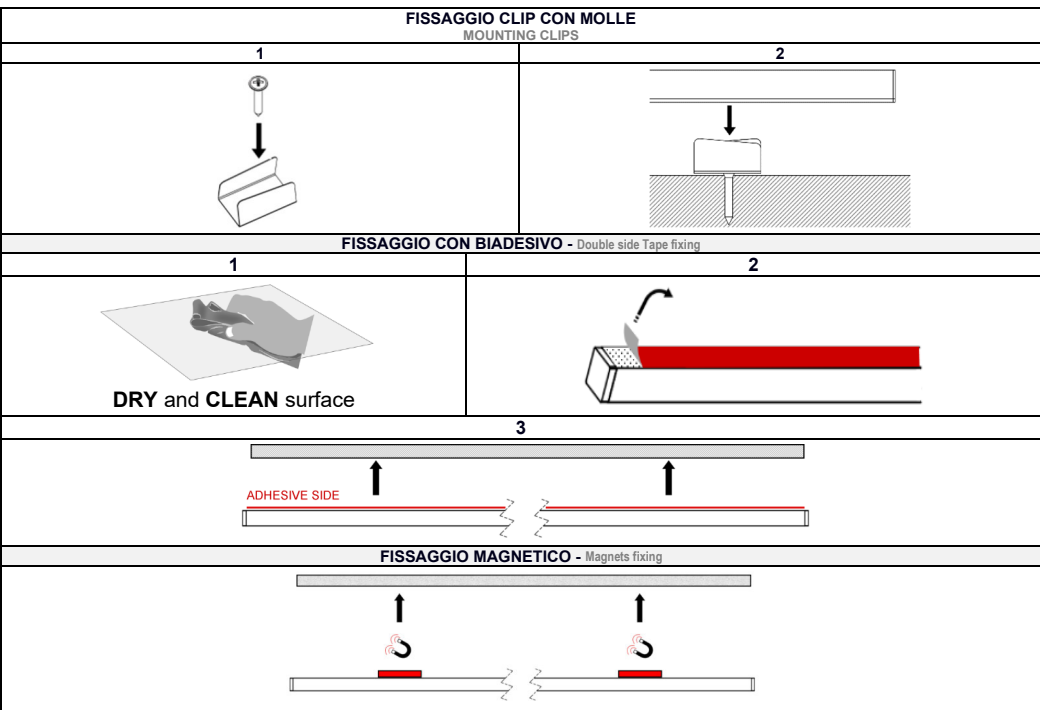 FISSAGGIO CLIP CON MOLLE
MOUNTING CLIPS
1
2
FISSAGGIO CON BIADESIVO - Double side Tape fixing
1
2
DRY and CLEAN surface
3
ADHESIVE SIDE
FISSAGGIO MAGNETICO - Magnets fixing